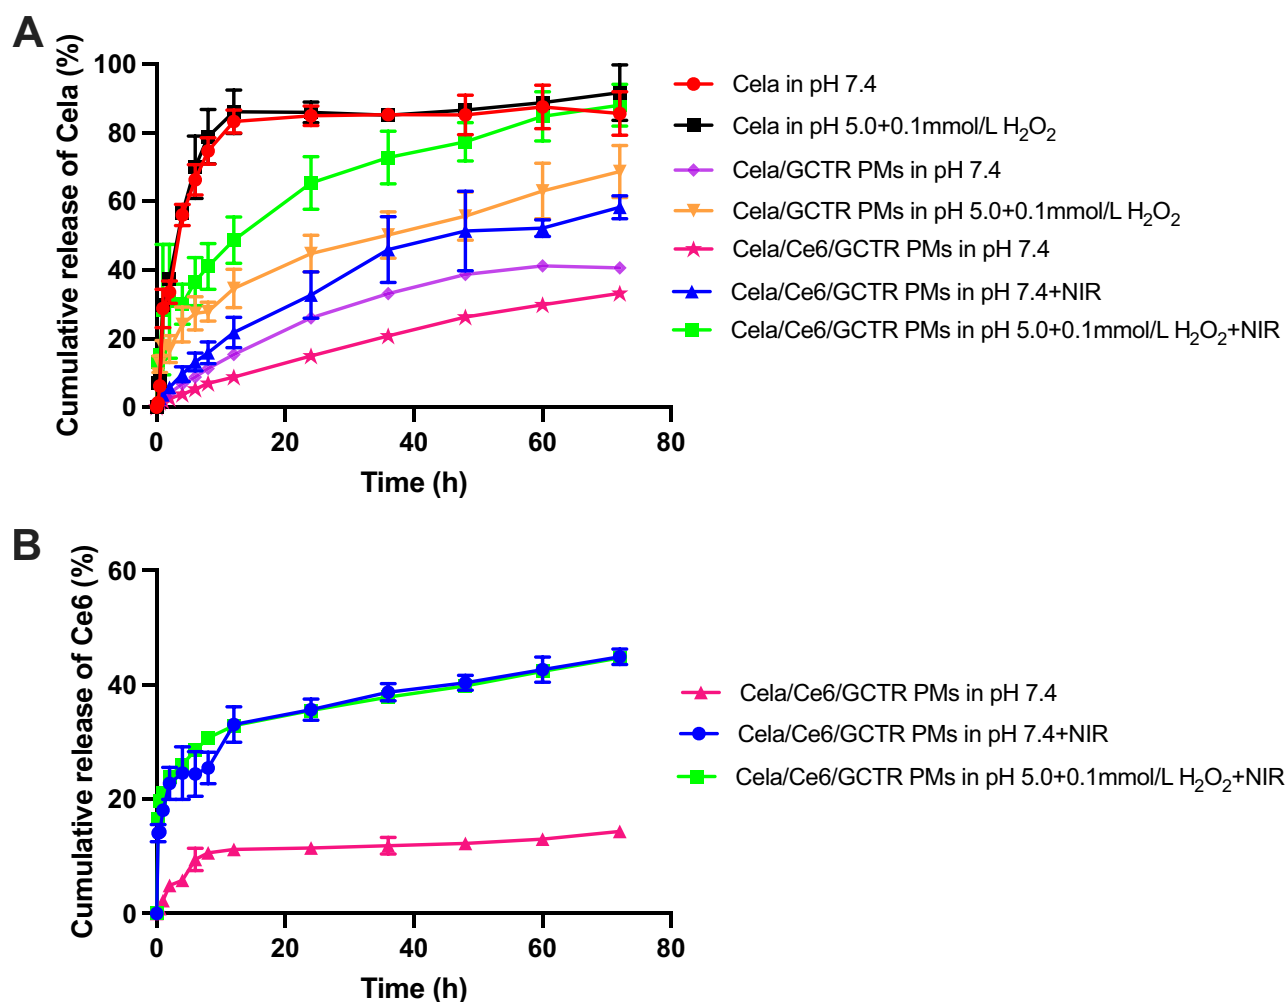 A
Cumulative release of Cela (%)
100
80
60
40
20
0
0 20 40 60 80
Time (h)
Cela in pH 7.4
Cela in pH 5.0+0.1mmol/L H₂O₂
Cela/GCTR PMs in pH 7.4
Cela/GCTR PMs in pH 5.0+0.1mmol/L H₂O₂
Cela/Ce6/GCTR PMs in pH 7.4
Cela/Ce6/GCTR PMs in pH 7.4+NIR
Cela/Ce6/GCTR PMs in pH 5.0+0.1mmol/L H₂O₂+NIR
B
Cumulative release of Ce6 (%)
60
40
20
0
0 20 40 60 80
Time (h)
Cela/Ce6/GCTR PMs in pH 7.4
Cela/Ce6/GCTR PMs in pH 7.4+NIR
Cela/Ce6/GCTR PMs in pH 5.0+0.1mmol/L H₂O₂+NIR